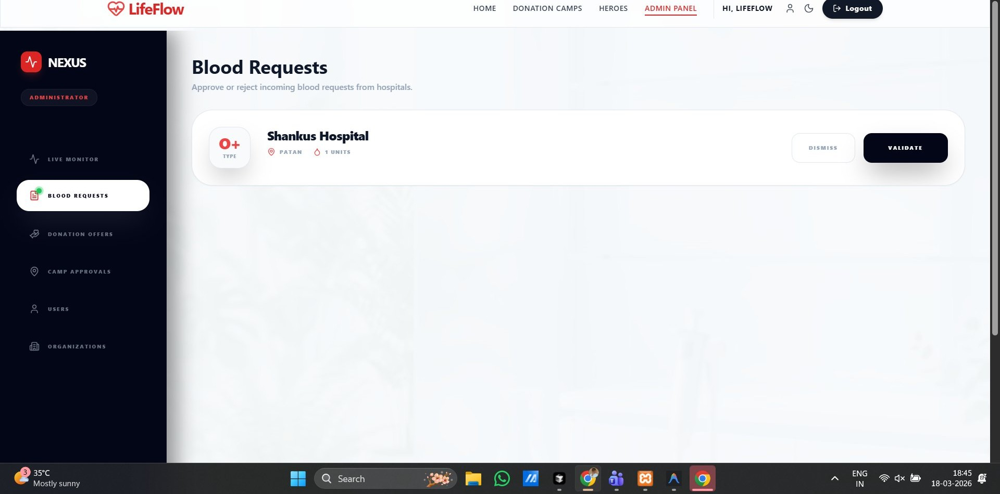 LifeFlow
HOME DONATION CAMPS HEROES ADMIN PANEL HI, LIFEFLOW Logout
NEXUS
ADMINISTRATOR
LIVE MONITOR
BLOOD REQUESTS
DONATION OFFERS
CAMP APPROVALS
USERS
ORGANIZATIONS
Blood Requests
Approve or reject incoming blood requests from hospitals.
O+
TYPE
Shankus Hospital
PATAN 1 UNITS
DISMISS VALIDATE
3
35°C
Mostly sunny
Search
ENG
IN
18:45
18-03-2026